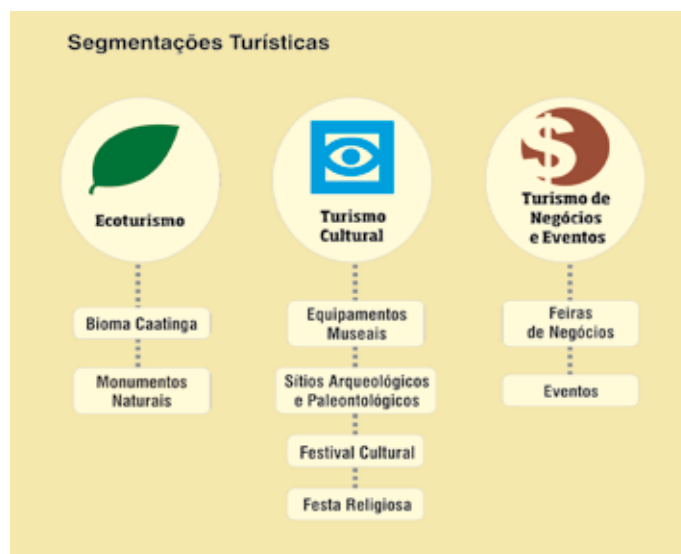 Segmentações Turísticas
Ecoturismo
Bioma Caatinga
Monumentos
Naturais
Turismo
Cultural
Equipamentos
Museais
Sítios Arqueológicos
e Paleontológicos
Festival Cultural
Festa Religiosa
$
Turismo de
Negócios
e Eventos
Feiras
de Negócios
Eventos